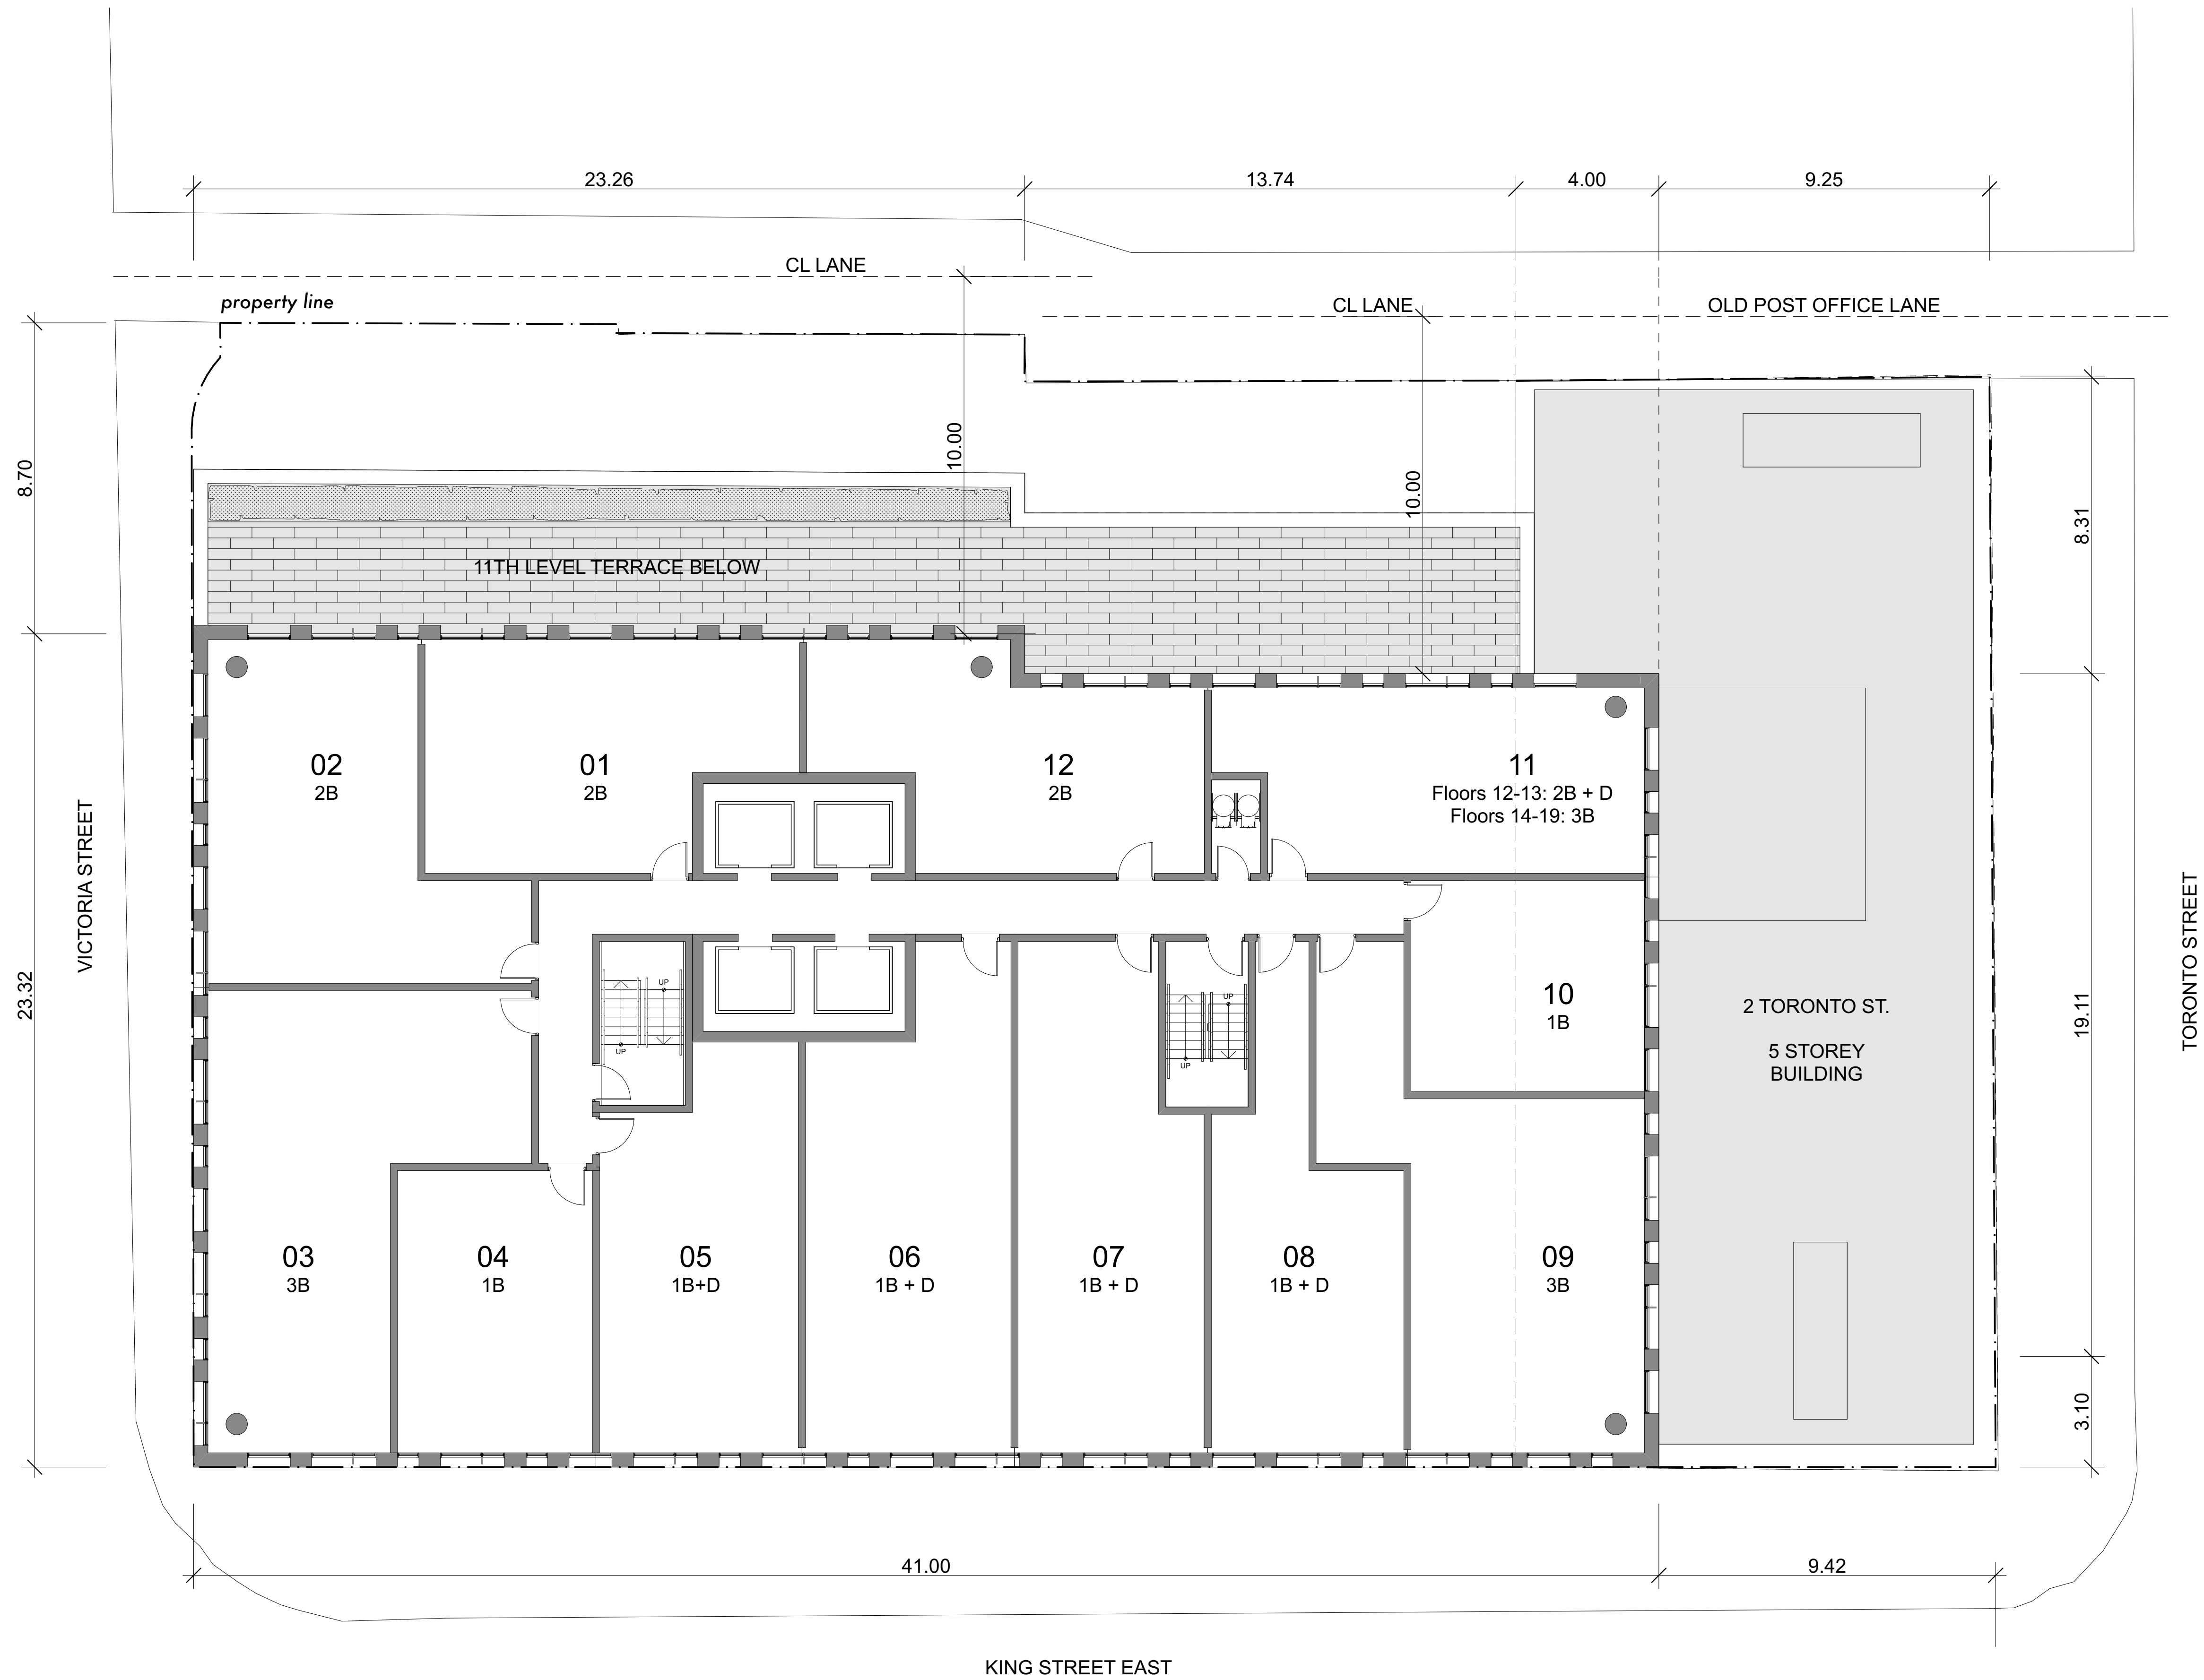 23.26
13.74
4.00
9.25
CL LANE
property line
CL LANE
OLD POST OFFICE LANE
8.70
10.00
10.00
8.31
11TH LEVEL TERRACE BELOW
02
2B
01
2B
12
2B
11
Floors 12-13: 2B + D
Floors 14-19: 3B
VICTORIA STREET
TORONTO STREET
23.32
UP
UP
UP
UP
10
1B
2 TORONTO ST.
5 STOREY
BUILDING
19.11
03
3B
04
1B
05
1B+D
06
1B + D
07
1B + D
08
1B + D
09
3B
3.10
41.00
9.42
KING STREET EAST